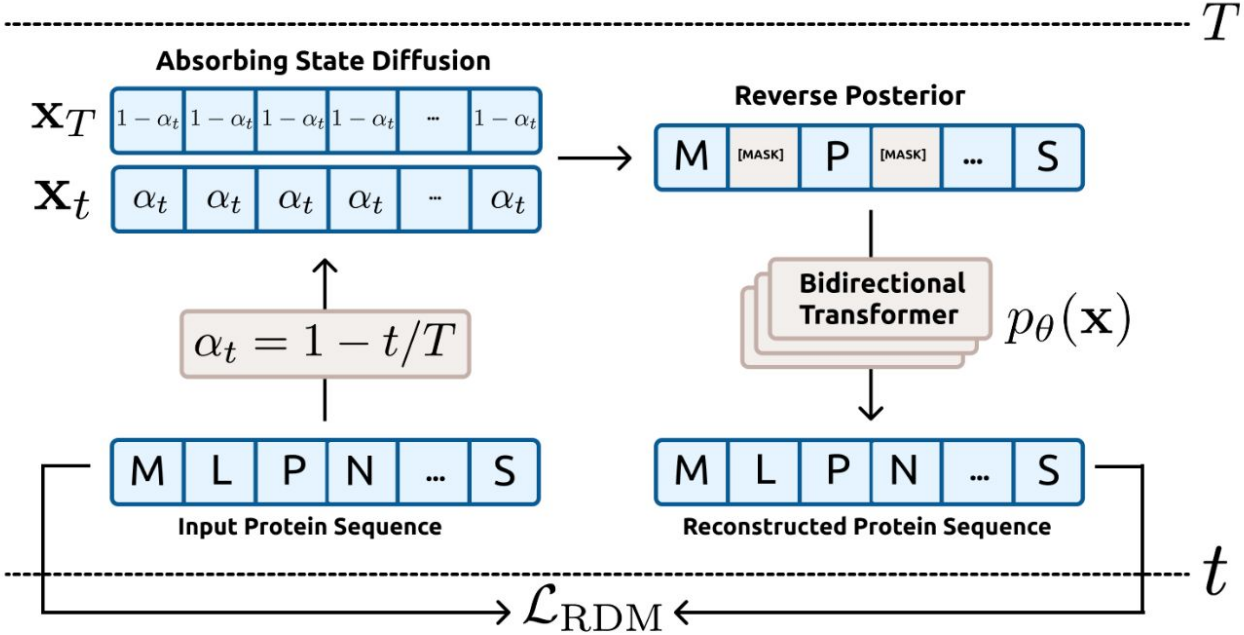 T
Absorbing State Diffusion
x_T 1 − α_t 1 − α_t 1 − α_t 1 − α_t ... 1 − α_t
x_t α_t α_t α_t α_t ... α_t
Reverse Posterior
M [MASK] P [MASK] ... S
α_t = 1 − t/T
Bidirectional
Transformer
p_θ(x)
M L P N ... S
Input Protein Sequence
M L P N ... S
Reconstructed Protein Sequence
t
ℒ_RDM